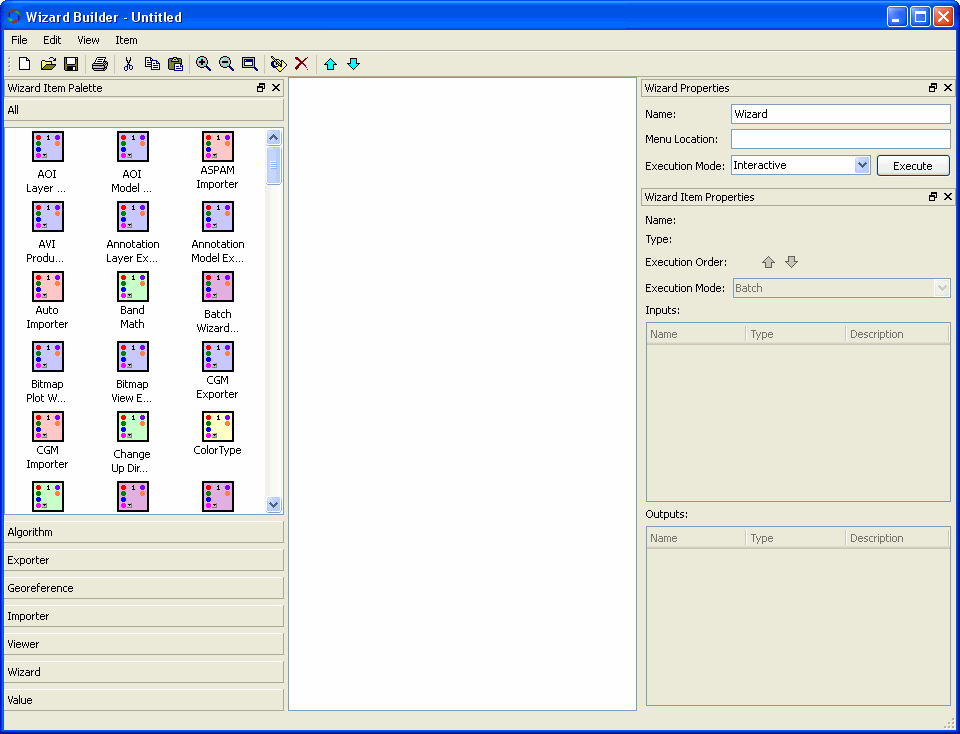 Wizard Builder - Untitled
File Edit View Item
Wizard Item Palette
All
AOI Layer ...
AOI Model ...
ASPAM Importer
AVI Produ...
Annotation Layer Ex...
Annotation Model Ex...
Auto Importer
Band Math
Batch Wizard...
Bitmap Plot W...
Bitmap View E...
CGM Exporter
CGM Importer
Change Up Dir...
ColorType
Algorithm
Exporter
Georeference
Importer
Viewer
Wizard
Value
Wizard Properties
Name: Wizard
Menu Location:
Execution Mode: Interactive Execute
Wizard Item Properties
Name:
Type:
Execution Order:
Execution Mode: Batch
Inputs:
Name Type Description
Outputs:
Name Type Description